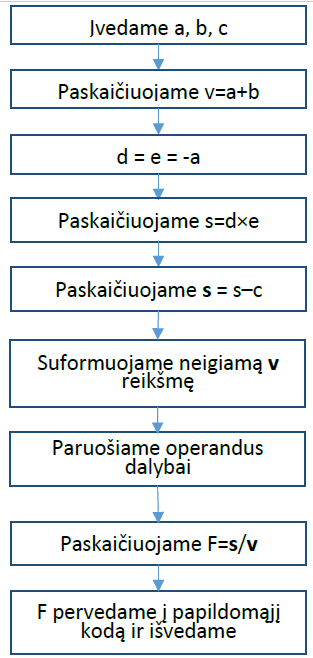 Įvedame a, b, c
Paskaičiuojame v=a+b
d = e = -a
Paskaičiuojame s=d×e
Paskaičiuojame s = s–c
Suformuojame neigiamą v
reikšmę
Paruošiame operandus
dalybai
Paskaičiuojame F=s/v
F pervedame į papildomąjį
kodą ir išvedame